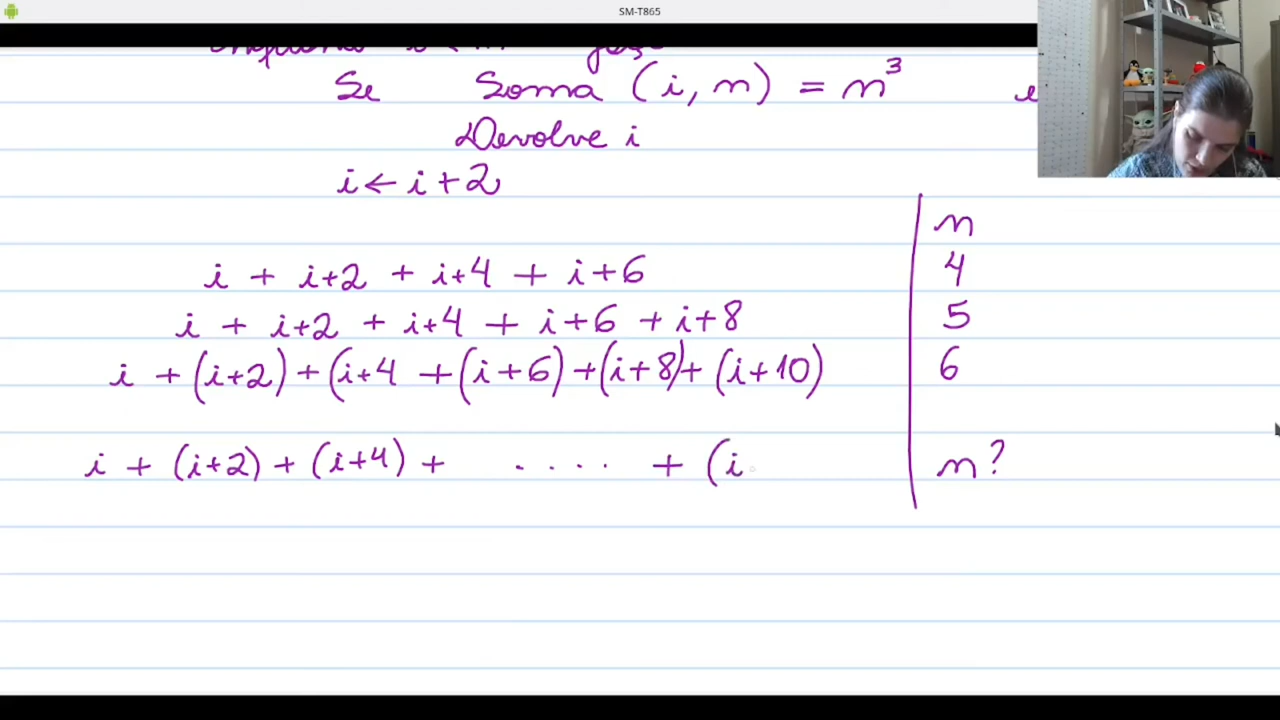 SM-T865
Se Soma (i, n) = n³ e
Devolve i
i ← i + 2
n
i + i+2 + i+4 + i+6 4
i + i+2 + i+4 + i+6 + i+8 5
i + (i+2) + (i+4 + (i+6) + (i+8) + (i+10) 6
i + (i+2) + (i+4) + ..... + (i n?